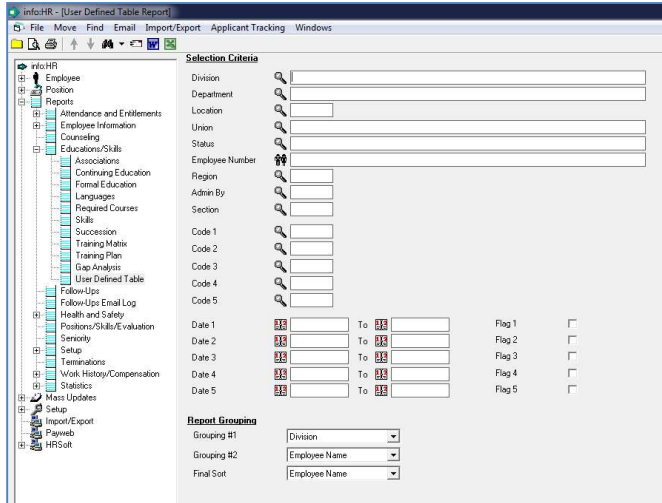 info:HR - [User Defined Table Report]
File Move Find Email Import/Export Applicant Tracking Windows
info:HR
Employee
Position
Reports
Attendance and Entitlements
Employee Information
Counseling
Educations/Skills
Associations
Continuing Education
Formal Education
Languages
Required Courses
Skills
Succession
Training Matrix
Training Plan
Gap Analysis
User Defined Table
Follow-Ups
Follow-Ups Email Log
Health and Safety
Positions/Skills/Evaluation
Seniority
Setup
Terminations
Work History/Compensation
Statistics
Mass Updates
Setup
Import/Export
Payweb
HRSoft
Selection Criteria
Division
Department
Location
Union
Status
Employee Number
Region
Admin By
Section
Code 1
Code 2
Code 3
Code 4
Code 5
Date 1 To Flag 1
Date 2 To Flag 2
Date 3 To Flag 3
Date 4 To Flag 4
Date 5 To Flag 5
Report Grouping
Grouping #1 Division
Grouping #2 Employee Name
Final Sort Employee Name